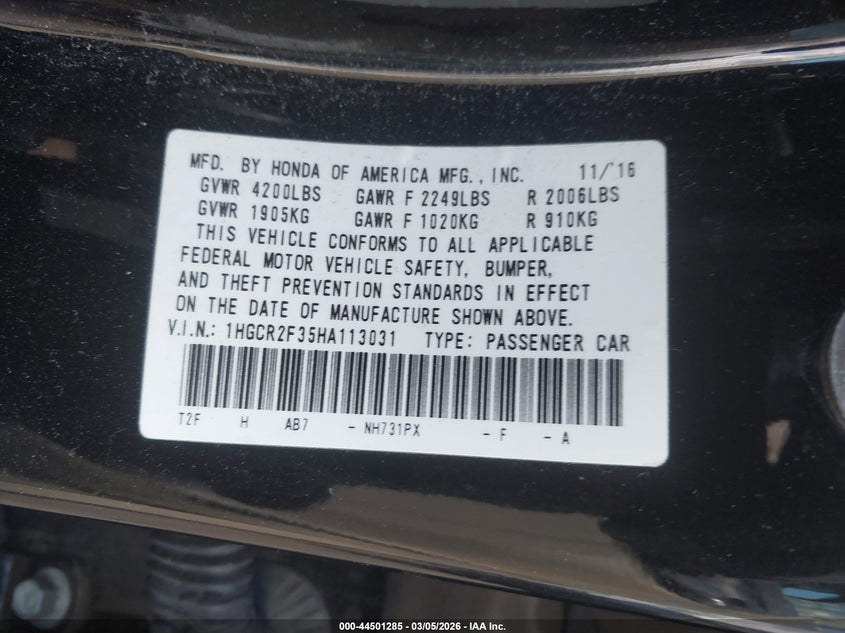 MFD. BY HONDA OF AMERICA MFG., INC. 11/16
GVWR 4200LBS GAWR F 2249LBS R 2006LBS
GVWR 1905KG GAWR F 1020KG R 910KG
THIS VEHICLE CONFORMS TO ALL APPLICABLE
FEDERAL MOTOR VEHICLE SAFETY, BUMPER,
AND THEFT PREVENTION STANDARDS IN EFFECT
ON THE DATE OF MANUFACTURE SHOWN ABOVE.
V.I.N.: 1HGCR2F35HA113031 TYPE: PASSENGER CAR
T2F H AB7 - NH731PX - F - A
000-44501285 - 03/05/2026 - IAA Inc.